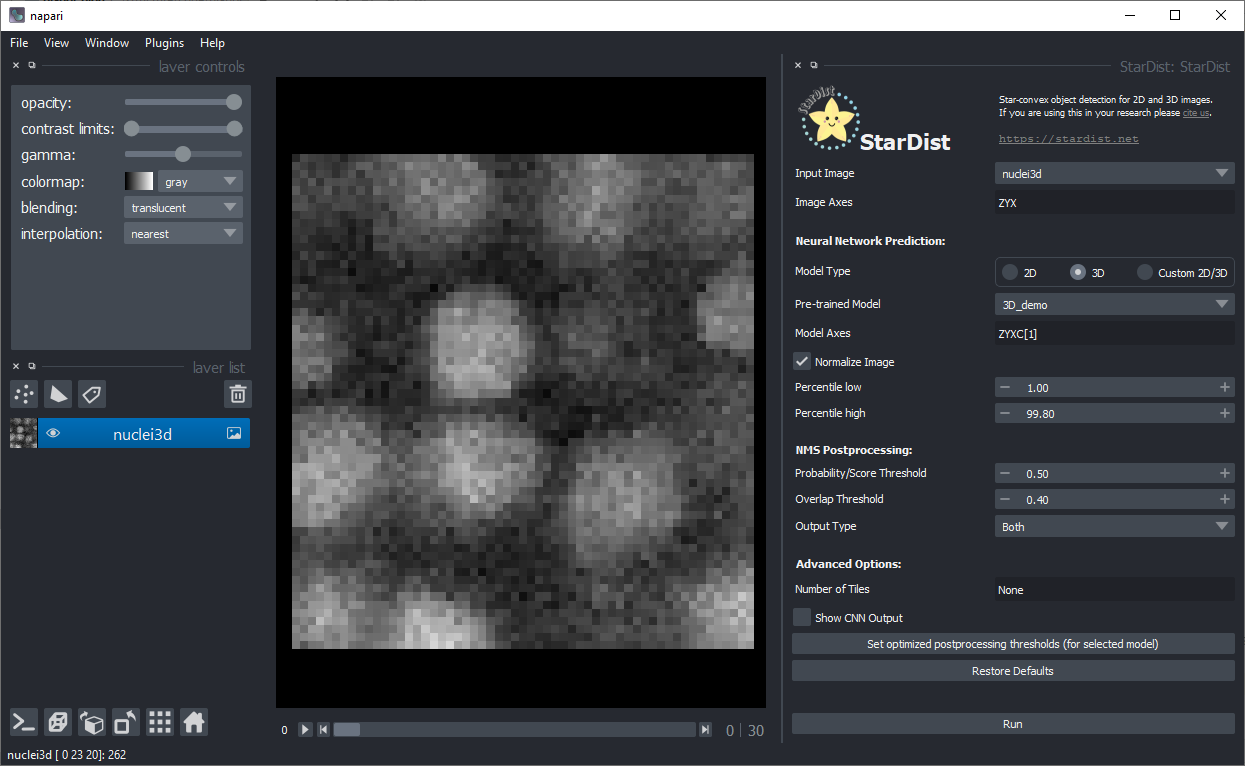 napari
File View Window Plugins Help
laver controls
opacity:
contrast limits:
gamma:
colormap: gray
blending: translucent
interpolation: nearest
laver list
nuclei3d
0
0 | 30
nuclei3d [ 0 23 20]: 262
StarDist: StarDist
StarDist
StarDist
Star-convex object detection for 2D and 3D images.
If you are using this in your research please cite us.
https://stardist.net
Input Image nuclei3d
Image Axes ZYX
Neural Network Prediction:
Model Type 2D 3D Custom 2D/3D
Pre-trained Model 3D_demo
Model Axes ZYXC[1]
Normalize Image
Percentile low 1.00
Percentile high 99.80
NMS Postprocessing:
Probability/Score Threshold 0.50
Overlap Threshold 0.40
Output Type Both
Advanced Options:
Number of Tiles None
Show CNN Output
Set optimized postprocessing thresholds (for selected model)
Restore Defaults
Run